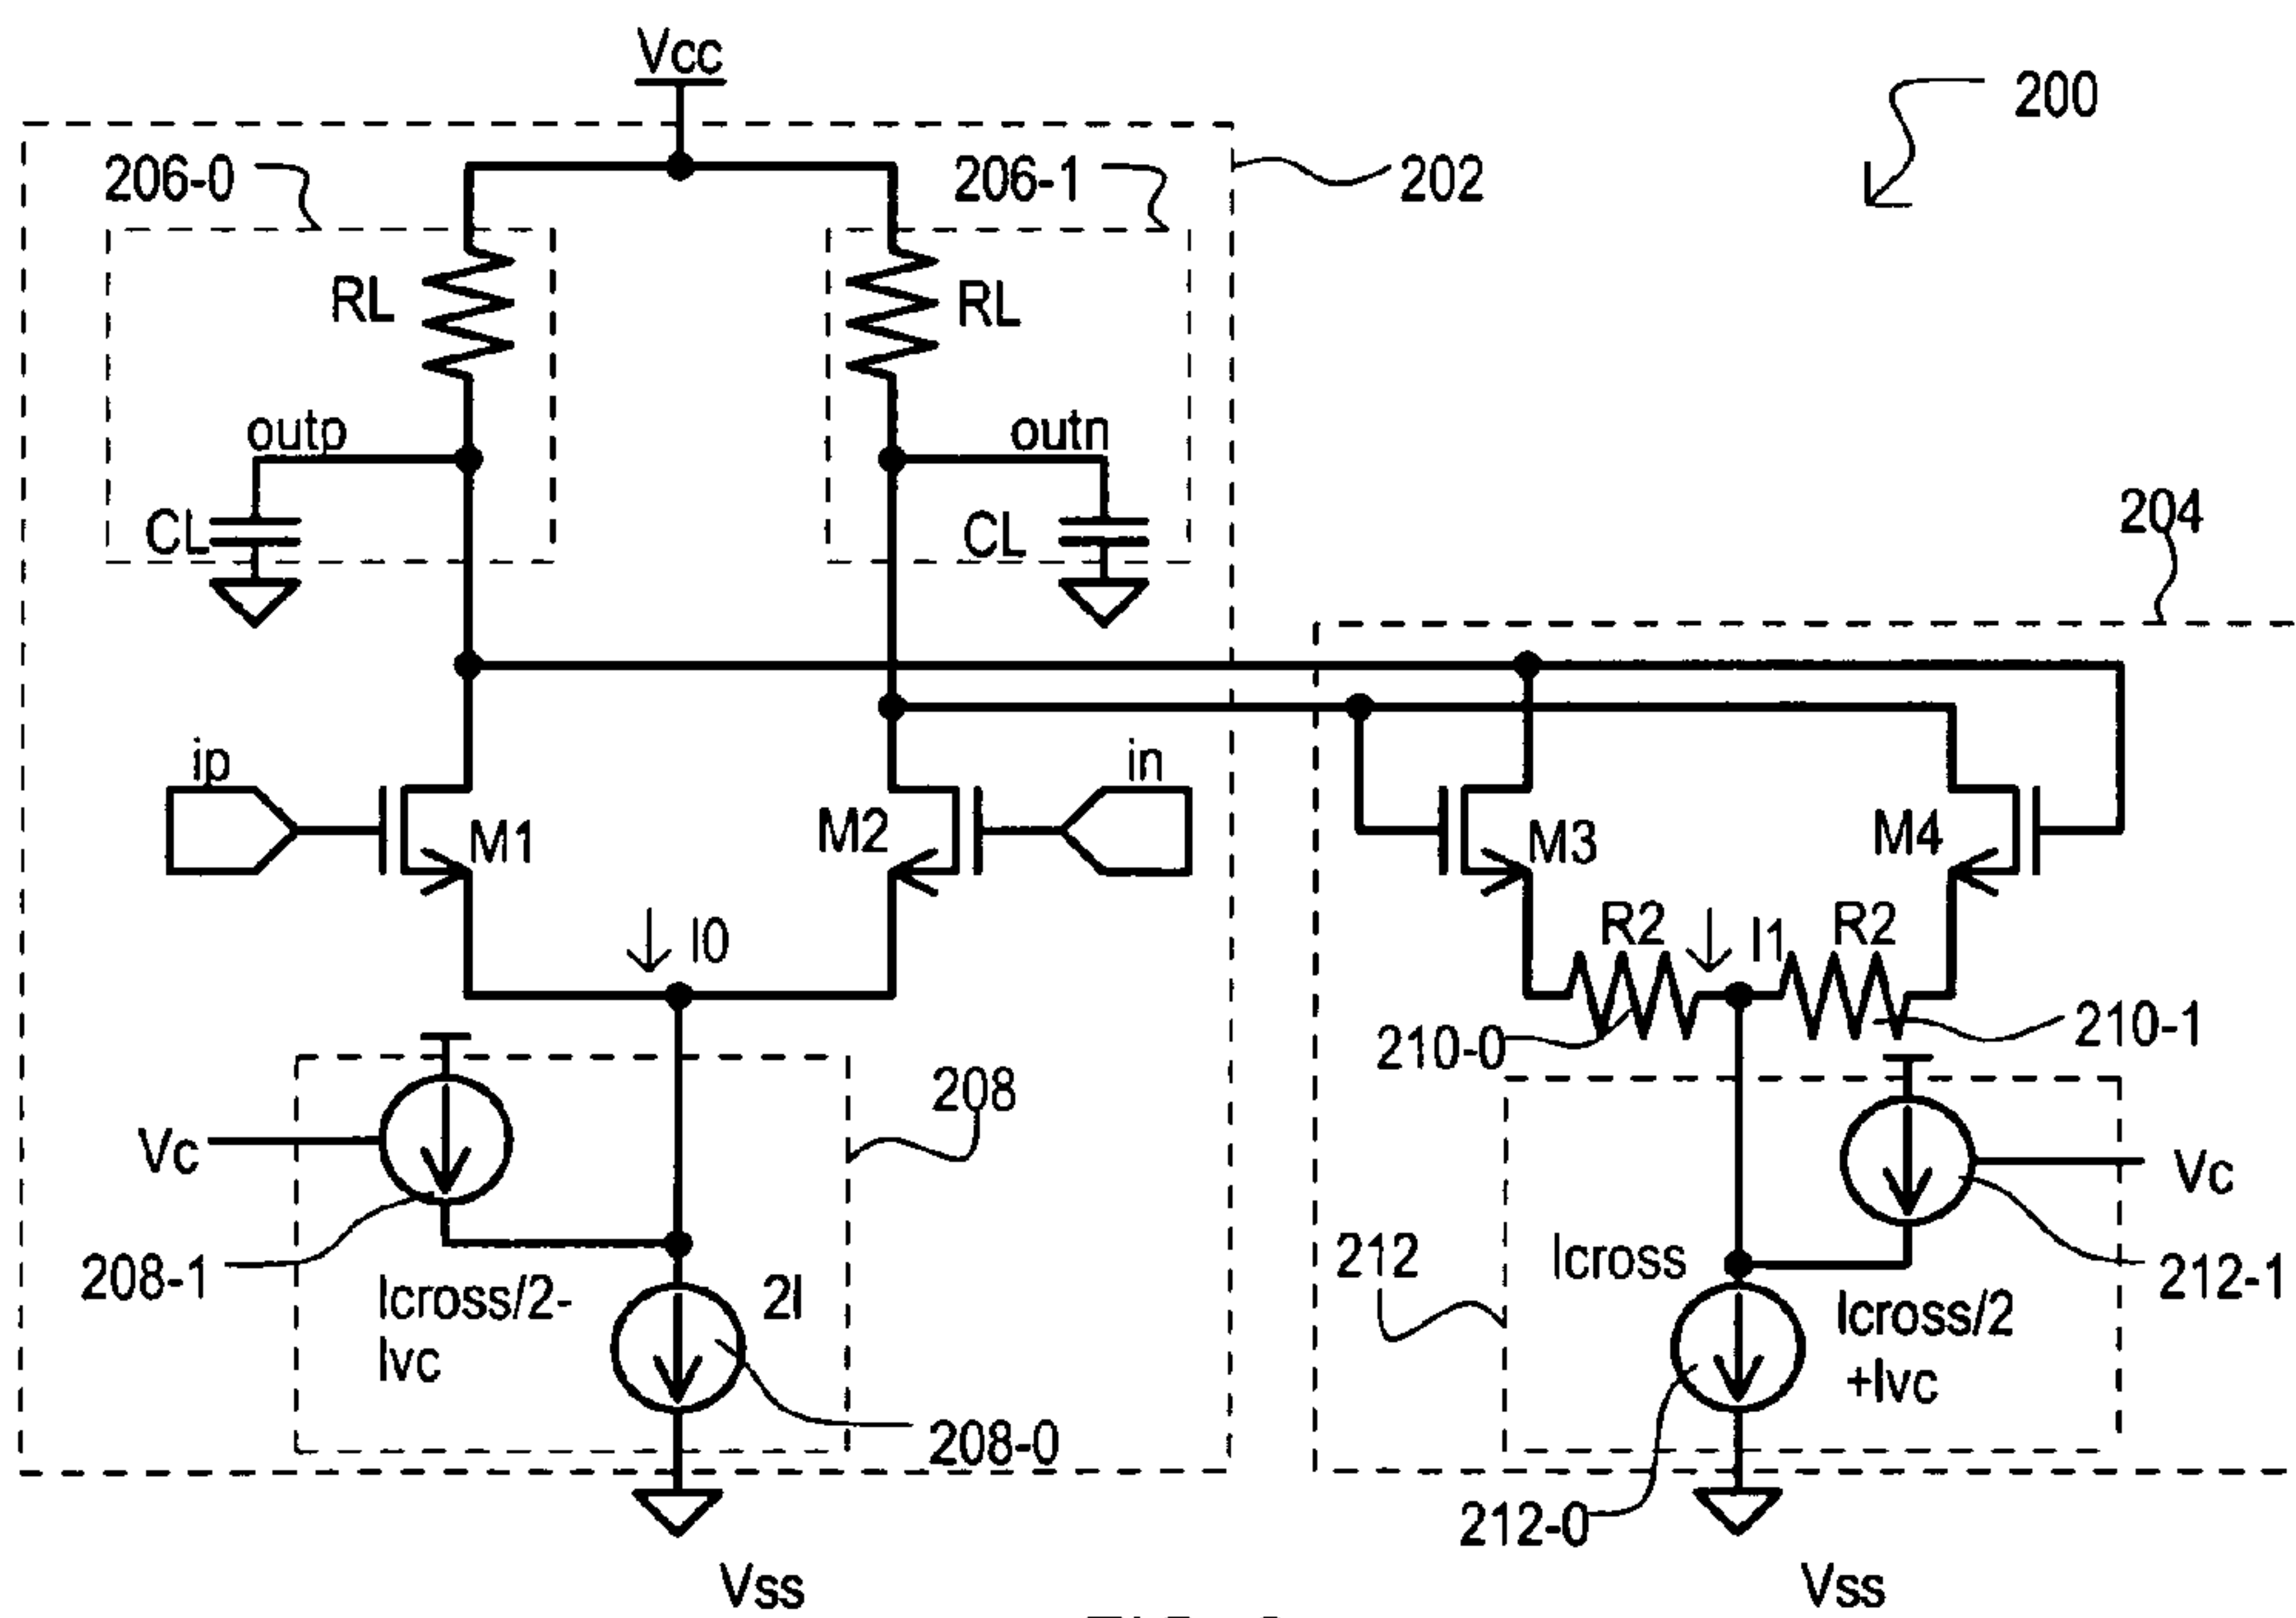 Vcc
200
206-0
206-1
202
RL
RL
outp
outn
CL
CL
204
ip
in
M1
M2
M3
M4
I0
R2
I1
R2
210-0
210-1
208
Vc
Vc
208-1
Icross/2-
Ivc
2I
208-0
212
Icross
212-1
Icross/2
+Ivc
212-0
Vss
Vss